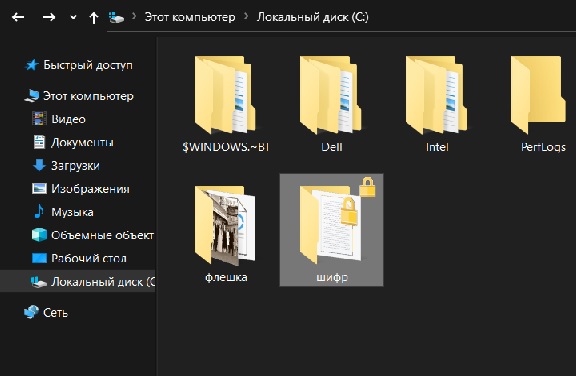 Этот компьютер > Локальный диск (C:)
Быстрый доступ
Этот компьютер
Видео
Документы
Загрузки
Изображения
Музыка
Объемные объект
Рабочий стол
Локальный диск (C
Сеть
$WINDOWS.~BT Dell Intel PerfLogs
флешка шифр